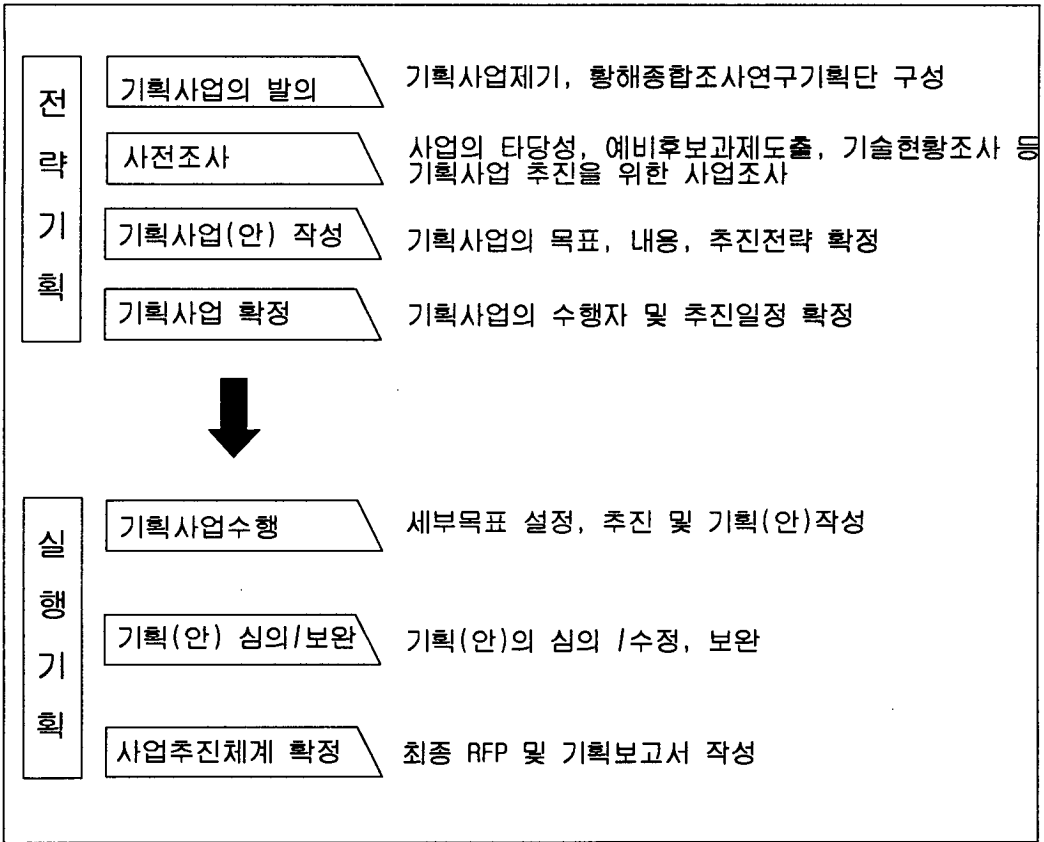 전략기획
기획사업의 발의
기획사업제기, 황해종합조사연구기획단 구성
사전조사
사업의 타당성, 예비후보과제도출, 기술현황조사 등
기획사업 추진을 위한 사업조사
기획사업(안) 작성
기획사업의 목표, 내용, 추진전략 확정
기획사업 확정
기획사업의 수행자 및 추진일정 확정
실행기획
기획사업수행
세부목표 설정, 추진 및 기획(안)작성
기획(안) 심의/보완
기획(안)의 심의 /수정, 보완
사업추진체계 확정
최종 RFP 및 기획보고서 작성